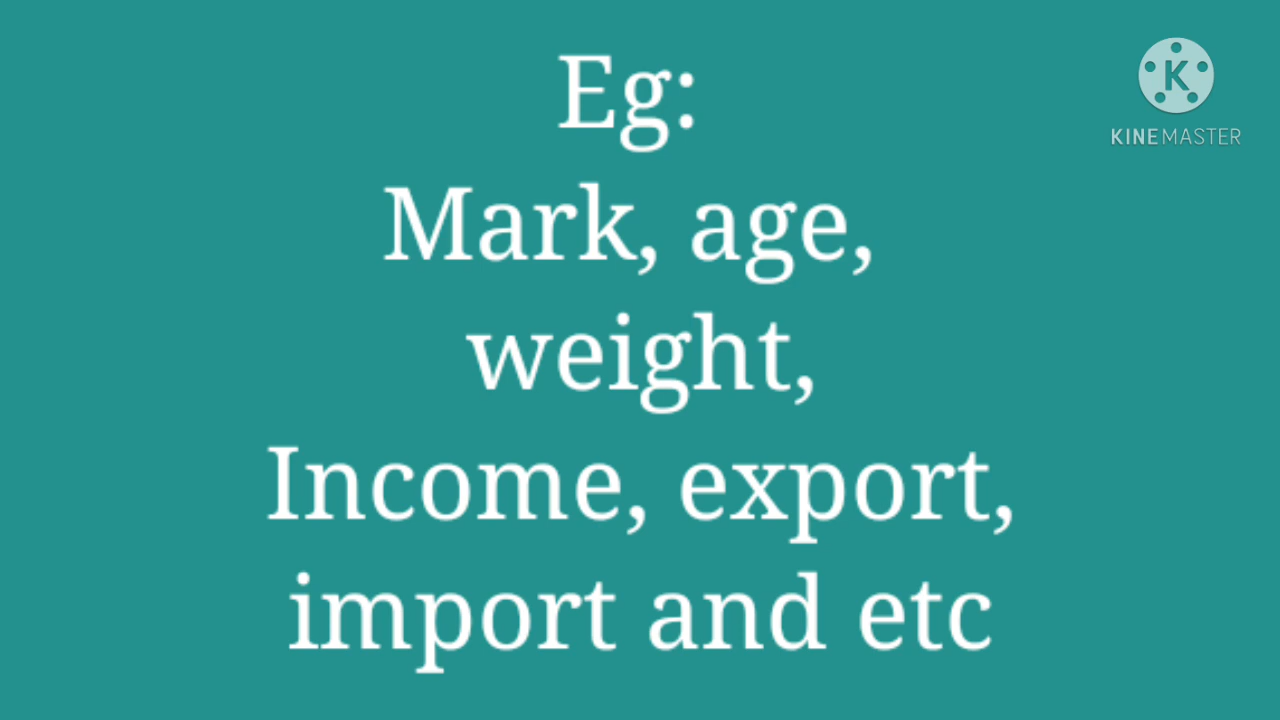 Eg:
Mark, age,
weight,
Income, export,
import and etc
K
KINEMASTER